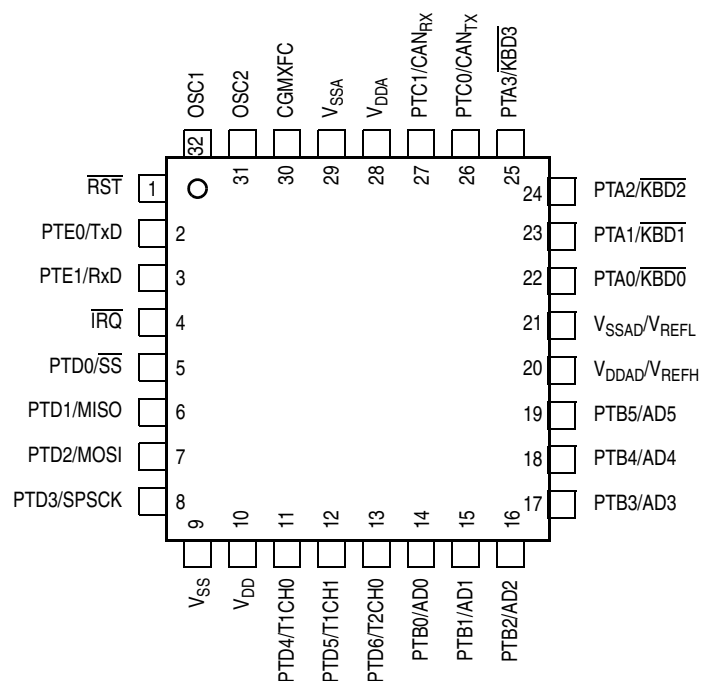 OSC1
OSC2
CGMXFC
VSSA
VDDA
PTC1/CANRX
PTC0/CANTX
PTA3/KBD3
32
31
30
29
28
27
26
25
RST
1
PTE0/TxD
2
PTE1/RxD
3
IRQ
4
PTD0/SS
5
PTD1/MISO
6
PTD2/MOSI
7
PTD3/SPSCK
8
24
PTA2/KBD2
23
PTA1/KBD1
22
PTA0/KBD0
21
VSSAD/VREFL
20
VDDAD/VREFH
19
PTB5/AD5
18
PTB4/AD4
17
PTB3/AD3
9
10
11
12
13
14
15
16
VSS
VDD
PTD4/T1CH0
PTD5/T1CH1
PTD6/T2CH0
PTB0/AD0
PTB1/AD1
PTB2/AD2